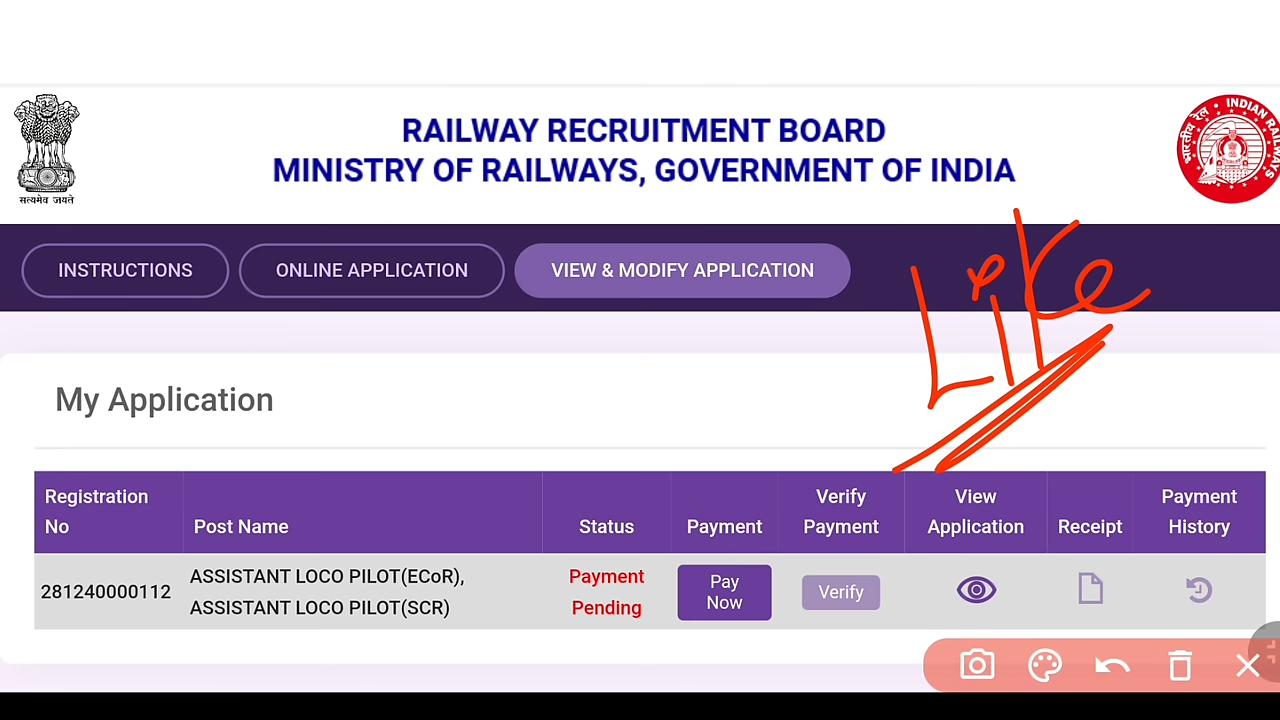 RAILWAY RECRUITMENT BOARD
MINISTRY OF RAILWAYS, GOVERNMENT OF INDIA
सत्यमेव जयते
भारतीय रेल • INDIAN RAILWAYS
INSTRUCTIONS
ONLINE APPLICATION
VIEW & MODIFY APPLICATION
Like
My Application
Registration
No
Post Name
Status
Payment
Verify
Payment
View
Application
Receipt
Payment
History
281240000112
ASSISTANT LOCO PILOT(ECoR),
ASSISTANT LOCO PILOT(SCR)
Payment
Pending
Pay
Now
Verify